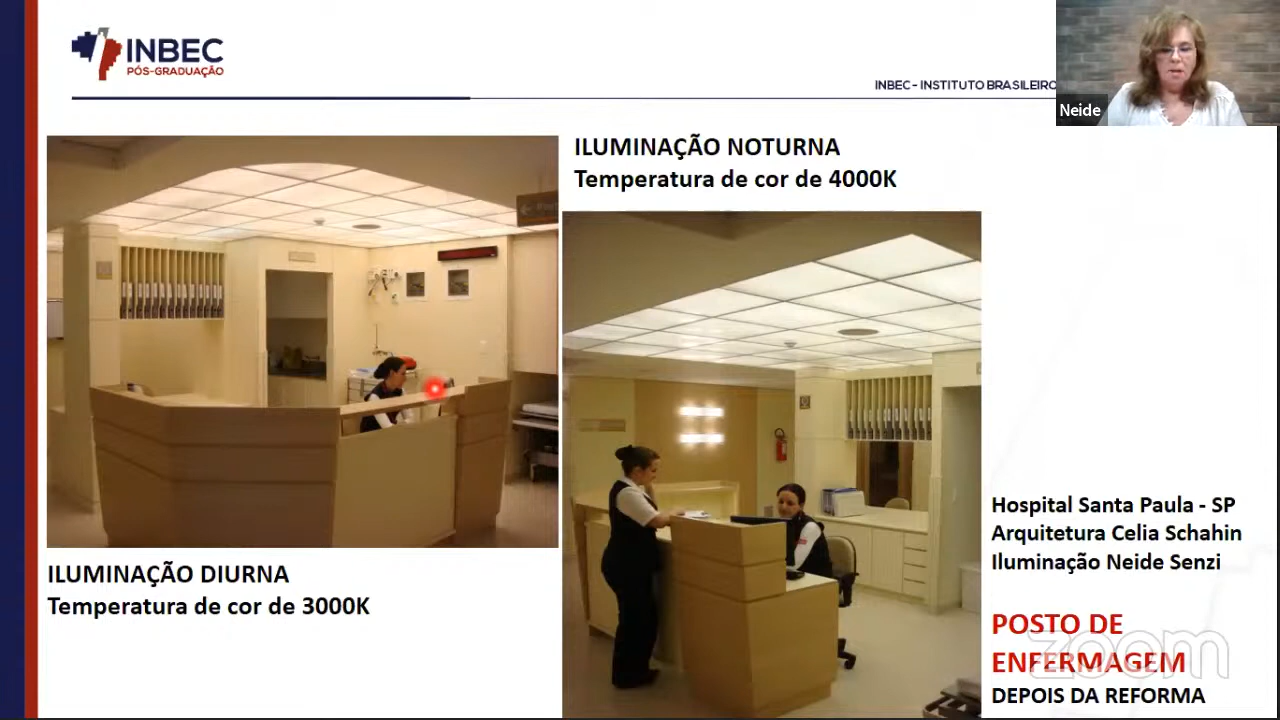 INBEC
PÓS-GRADUAÇÃO
INBEC - INSTITUTO BRASILEIRO
Neide
ILUMINAÇÃO NOTURNA
Temperatura de cor de 4000K
ILUMINAÇÃO DIURNA
Temperatura de cor de 3000K
Hospital Santa Paula - SP
Arquitetura Celia Schahin
Iluminação Neide Senzi
POSTO DE
ENFERMAGEM
zoom
DEPOIS DA REFORMA